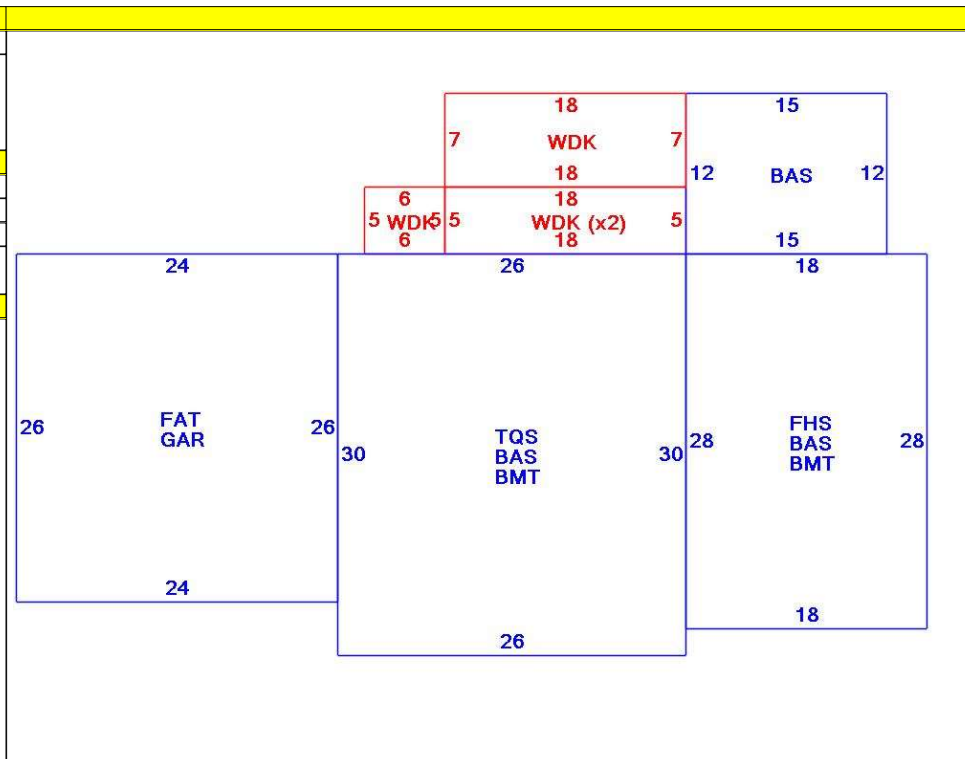 18 15
7 WDK 7
18
12 BAS 12
6 18
5 WDK 5 5 WDK (x2) 5
6 18 15
24 26 18
26 FAT 26
GAR
30 TQS 30
BAS
BMT
28 FHS 28
BAS
BMT
24
18
26